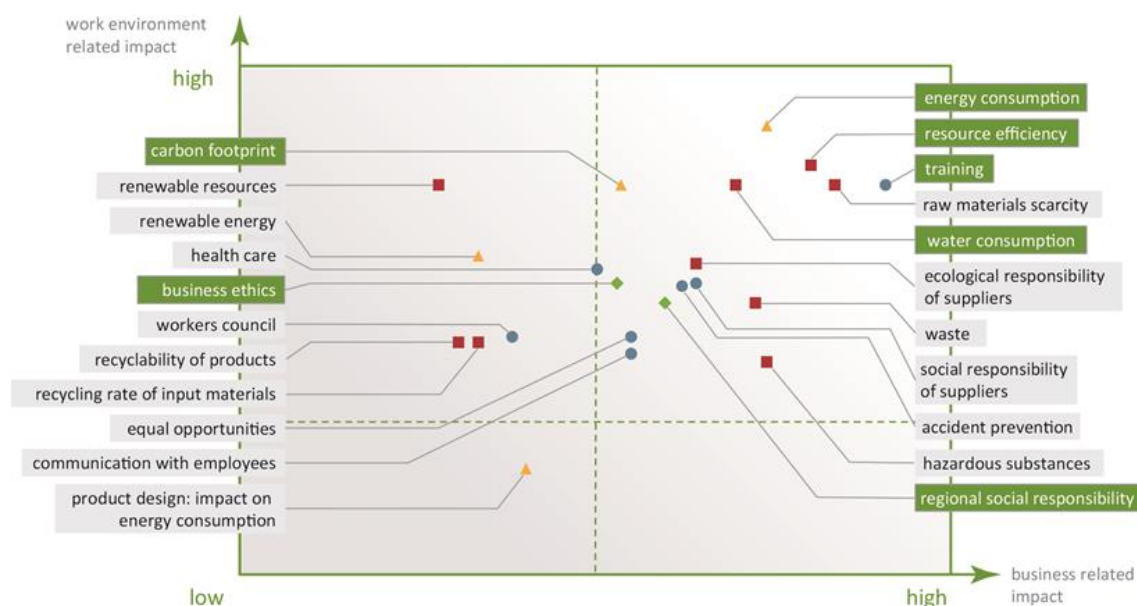 work environment
related impact
high
carbon footprint
renewable resources
renewable energy
health care
business ethics
workers council
recyclability of products
recycling rate of input materials
equal opportunities
communication with employees
product design: impact on
energy consumption
energy consumption
resource efficiency
training
raw materials scarcity
water consumption
ecological responsibility
of suppliers
waste
social responsibility
of suppliers
accident prevention
hazardous substances
regional social responsibility
low
high
business related
impact